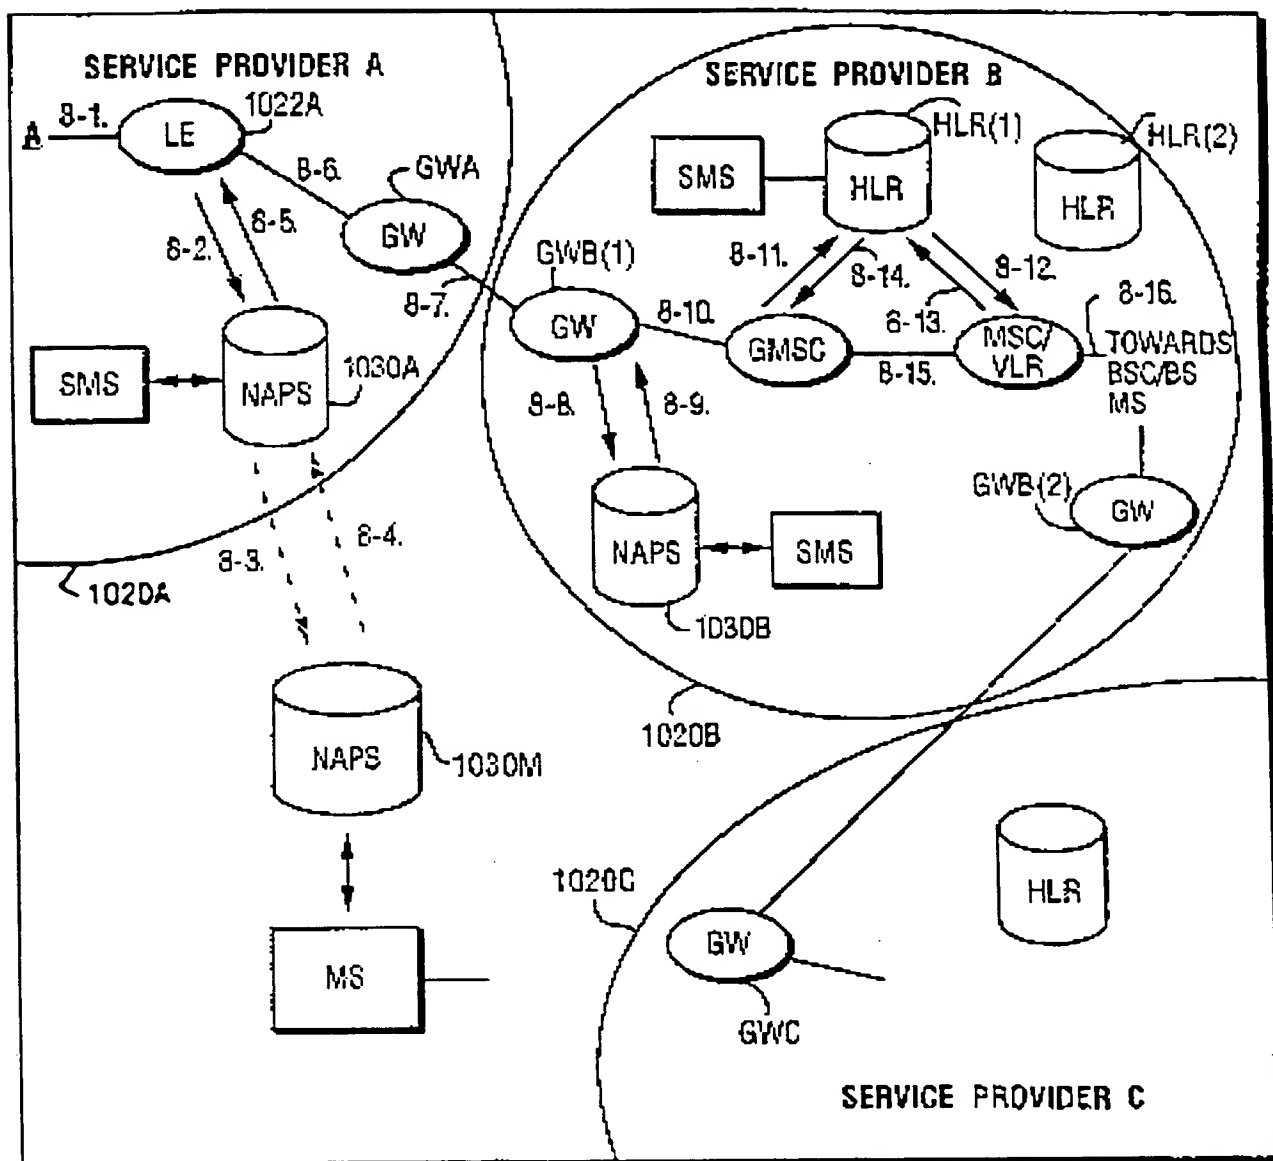 SERVICE PROVIDER A
SERVICE PROVIDER B
A
8-1.
LE
1022A
HLR(1)
HLR(2)
8-6.
GWA
SMS
HLR
HLR
8-2.
8-5.
GW
8-7.
GWB(1)
GW
8-10.
8-11.
8-14.
8-12.
8-13.
8-16.
GMSC
8-15.
MSC/
VLR
TOWARDS
BSC/BS
MS
SMS
NAPS
1030A
8-8.
8-9.
GWB(2)
GW
8-3.
8-4.
NAPS
SMS
1020A
1030B
1020B
NAPS
1030M
1020C
HLR
MS
GW
GWC
SERVICE PROVIDER C